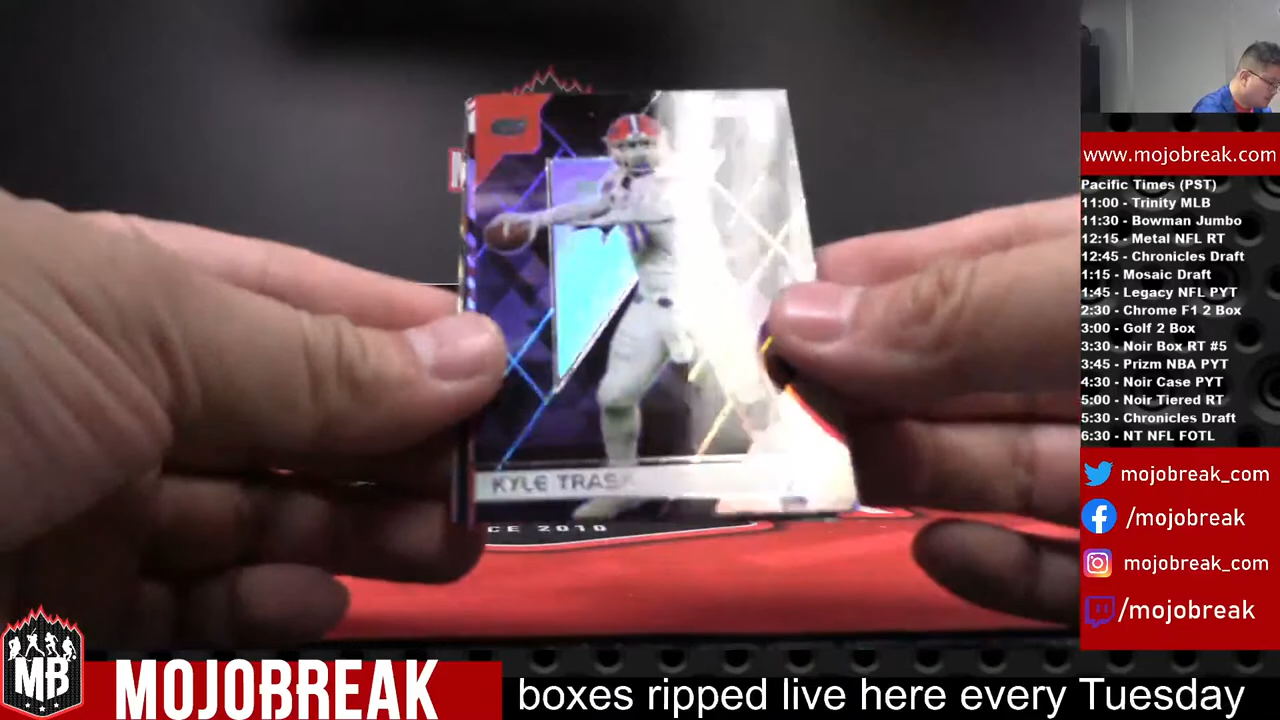 KYLE TRASK
CE 2010
www.mojobreak.com
Pacific Times (PST)
11:00 - Trinity MLB
11:30 - Bowman Jumbo
12:15 - Metal NFL RT
12:45 - Chronicles Draft
1:15 - Mosaic Draft
1:45 - Legacy NFL PYT
2:30 - Chrome F1 2 Box
3:00 - Golf 2 Box
3:30 - Noir Box RT #5
3:45 - Prizm NBA PYT
4:30 - Noir Case PYT
5:00 - Noir Tiered RT
5:30 - Chronicles Draft
6:30 - NT NFL FOTL
mojobreak_com
/mojobreak
mojobreak_com
/mojobreak
MB
MOJOBREAK
boxes ripped live here every Tuesday